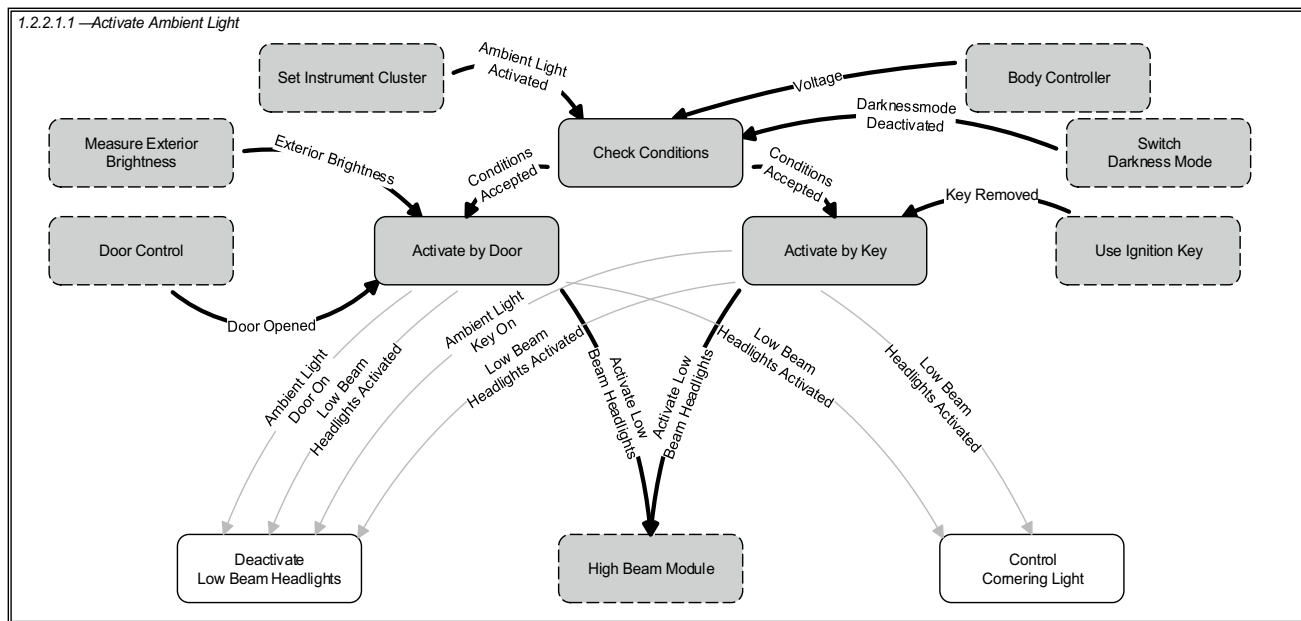 1.2.2.1.1 —Activate Ambient Light
Set Instrument Cluster
Ambient Light
Activated
Voltage
Body Controller
Darknessmode
Deactivated
Measure Exterior
Brightness
Exterior Brightness
Conditions
Accepted
Check Conditions
Conditions
Accepted
Switch
Darkness Mode
Key Removed
Door Control
Activate by Door
Activate by Key
Use Ignition Key
Door Opened
Ambient Light
Door On
Low Beam
Headlights Activated
Ambient Light
Key On
Low Beam
Headlights Activated
Activate Low
Beam Headlights
Activate Low
Beam Headlights
Low Beam
Headlights Activated
Low Beam
Headlights Activated
Deactivate
Low Beam Headlights
High Beam Module
Control
Cornering Light